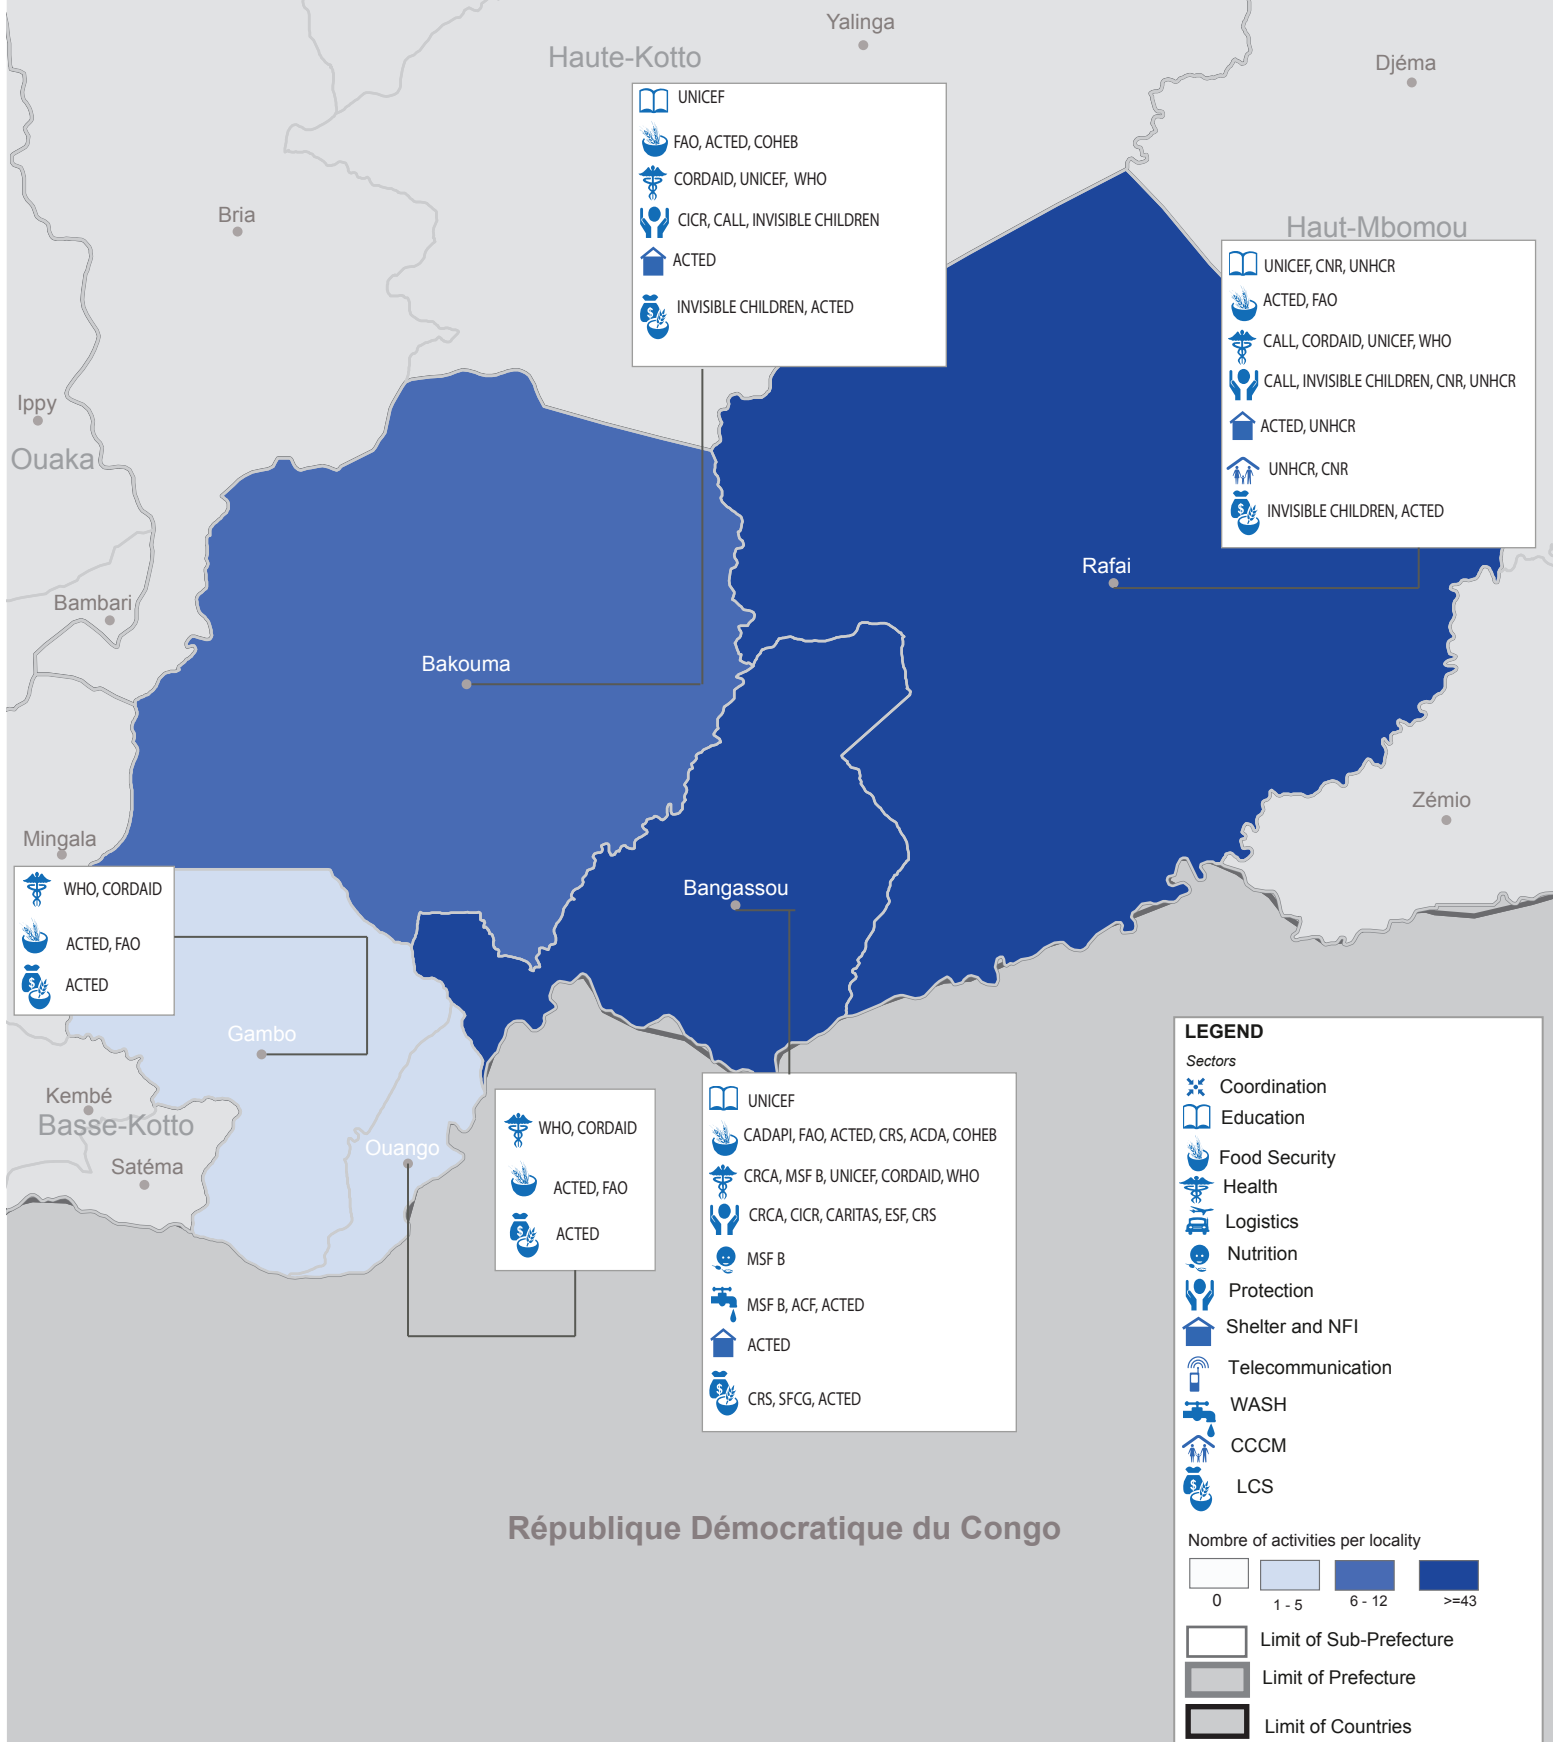 Yalinga
Haute-Kotto
Djéma
UNICEF
FAO, ACTED, COHEB
CORDAID, UNICEF, WHO
CICR, CALL, INVISIBLE CHILDREN
ACTED
INVISIBLE CHILDREN, ACTED
Bria
Haut-Mbomou
UNICEF, CNR, UNHCR
ACTED, FAO
CALL, CORDAID, UNICEF, WHO
CALL, INVISIBLE CHILDREN, CNR, UNHCR
ACTED, UNHCR
UNHCR, CNR
INVISIBLE CHILDREN, ACTED
Ippy
Ouaka
Rafai
Bambari
Bakouma
Zémio
Mingala
WHO, CORDAID
ACTED, FAO
ACTED
Bangassou
Gambo
Kembé
Basse-Kotto
Satéma
Ouango
WHO, CORDAID
ACTED, FAO
ACTED
UNICEF
CADAPI, FAO, ACTED, CRS, ACDA, COHEB
CRCA, MSF B, UNICEF, CORDAID, WHO
CRCA, CICR, CARITAS, ESF, CRS
MSF B
MSF B, ACF, ACTED
ACTED
CRS, SFCG, ACTED
République Démocratique du Congo
LEGEND
Sectors
Coordination
Education
Food Security
Health
Logistics
Nutrition
Protection
Shelter and NFI
Telecommunication
WASH
CCCM
LCS
Nombre of activities per locality
0 1 - 5 6 - 12 >=43
Limit of Sub-Prefecture
Limit of Prefecture
Limit of Countries